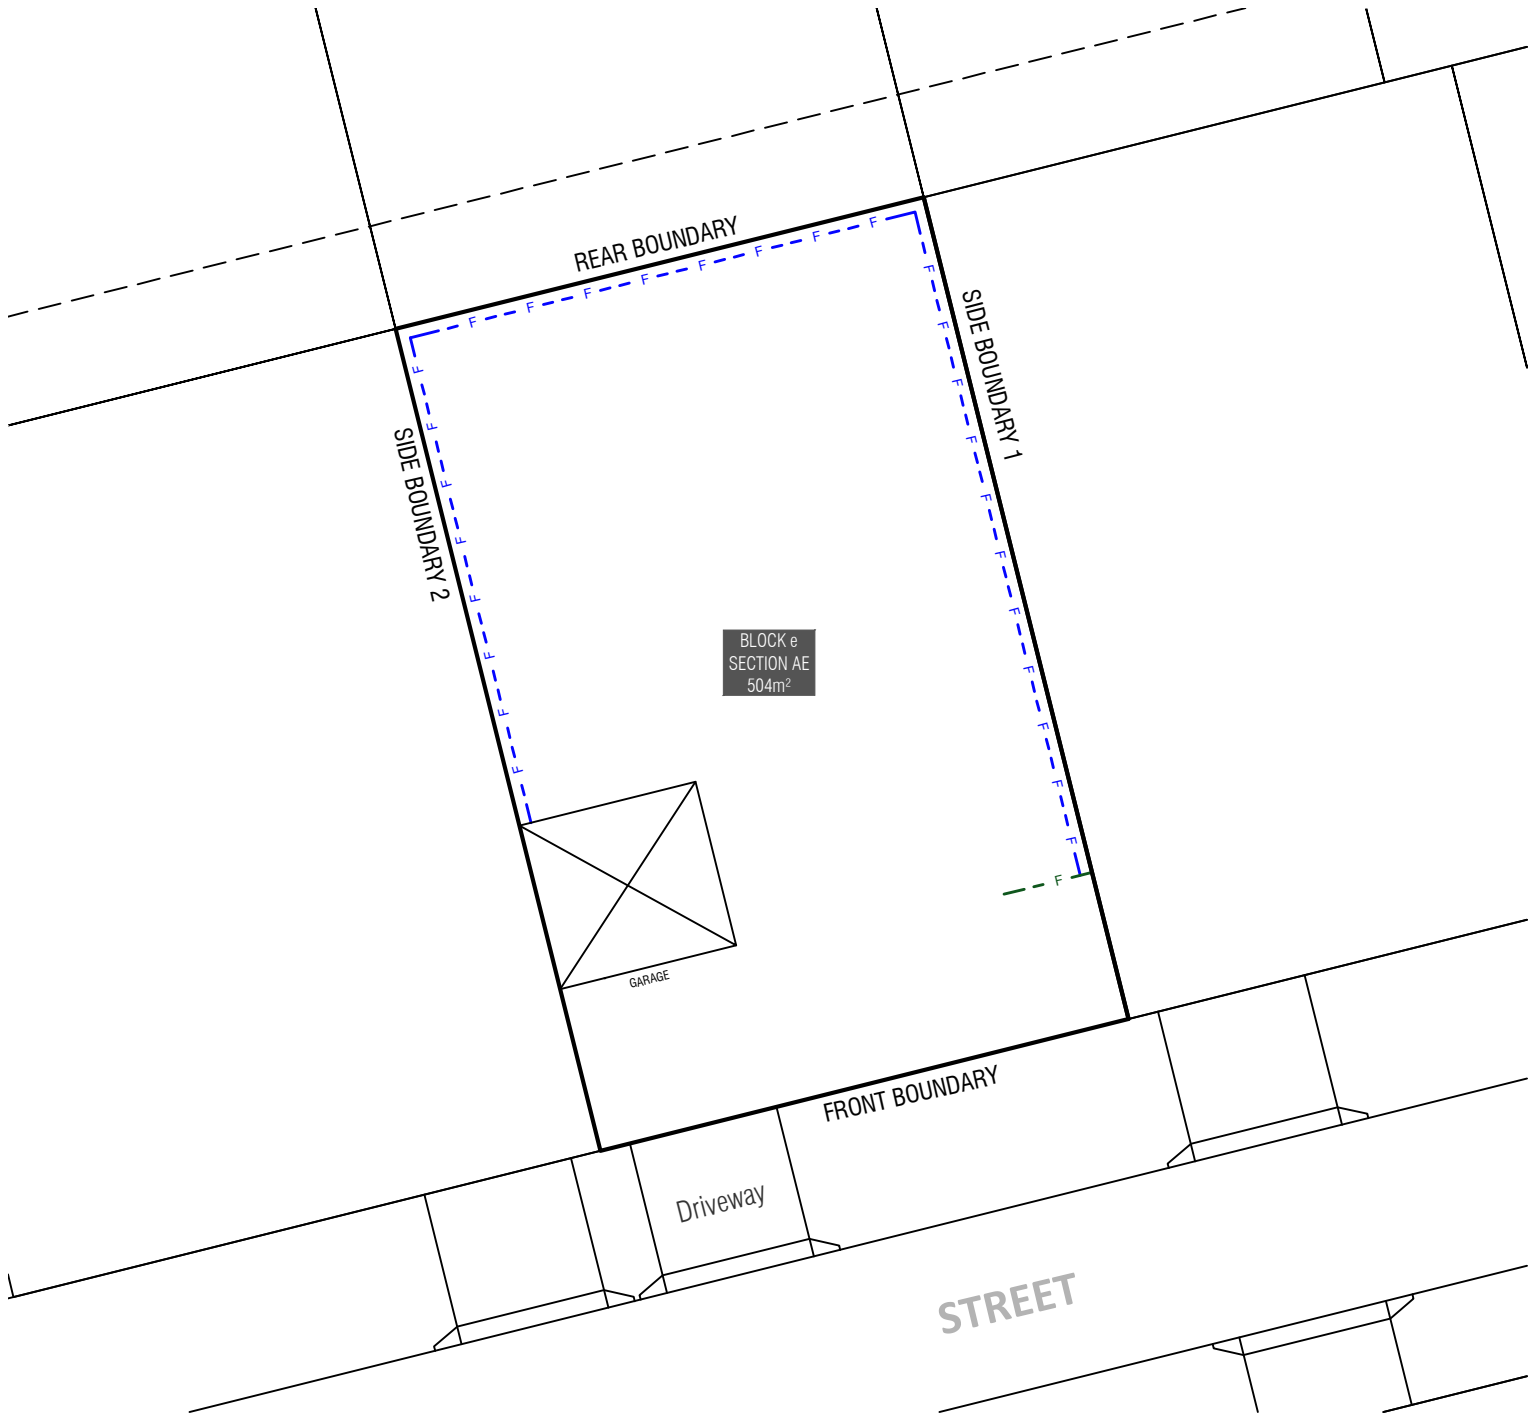 REAR BOUNDARY
F F F F F F F F
SIDE BOUNDARY 1
F F F F F F F F F F F
SIDE BOUNDARY 2
F F F F F F F F
BLOCK e
SECTION AE
504m²
F
GARAGE
FRONT BOUNDARY
Driveway
STREET